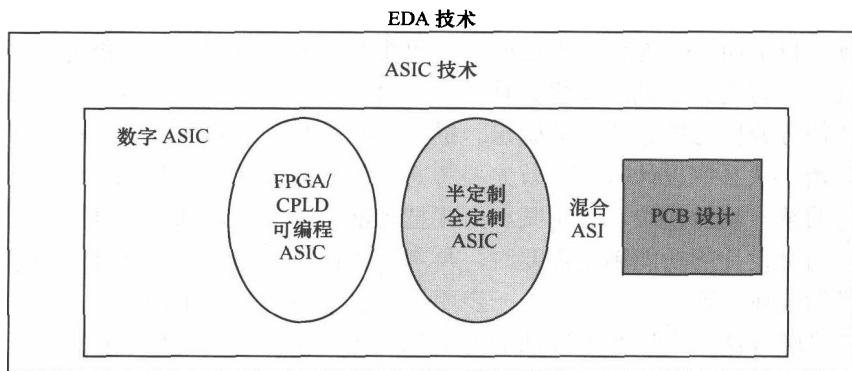 EDA 技术
ASIC 技术
数字 ASIC
FPGA/
CPLD
可编程
ASIC
半定制
全定制
ASIC
混合
ASI
PCB 设计